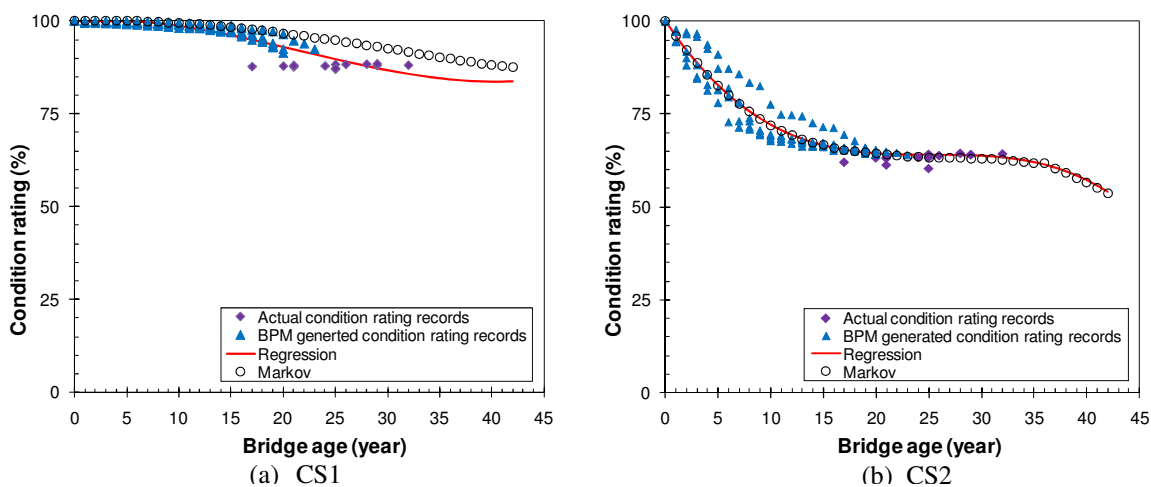 100
75
50
25
0
Condition rating (%)
Actual condition rating records
BPM generted condition rating records
Regression
Markov
0 5 10 15 20 25 30 35 40 45
Bridge age (year)
(a) CS1
100
75
50
25
0
Condition rating (%)
Actual condition rating records
BPM generated condition rating records
Regression
Markov
0 5 10 15 20 25 30 35 40 45
Bridge age (year)
(b) CS2